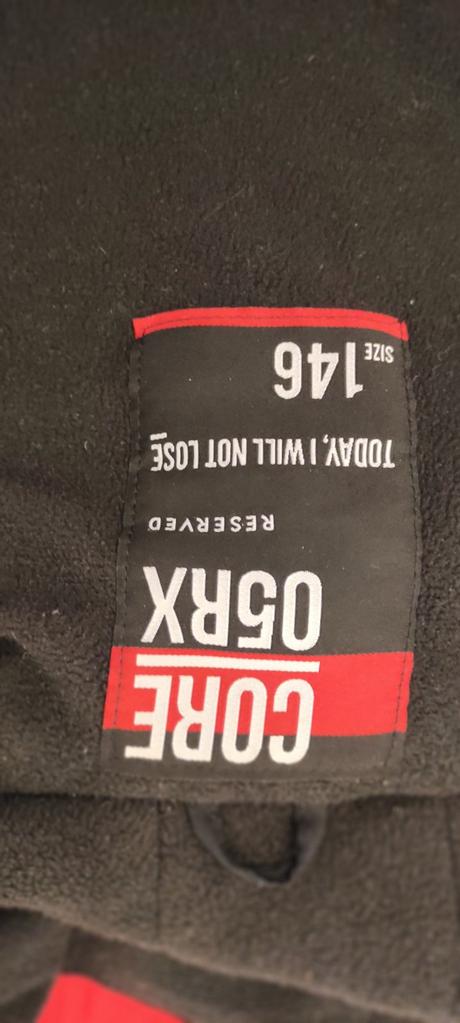 CORE
05RX
RESERVED
TODAY, I WILL NOT LOSE
SIZE 146